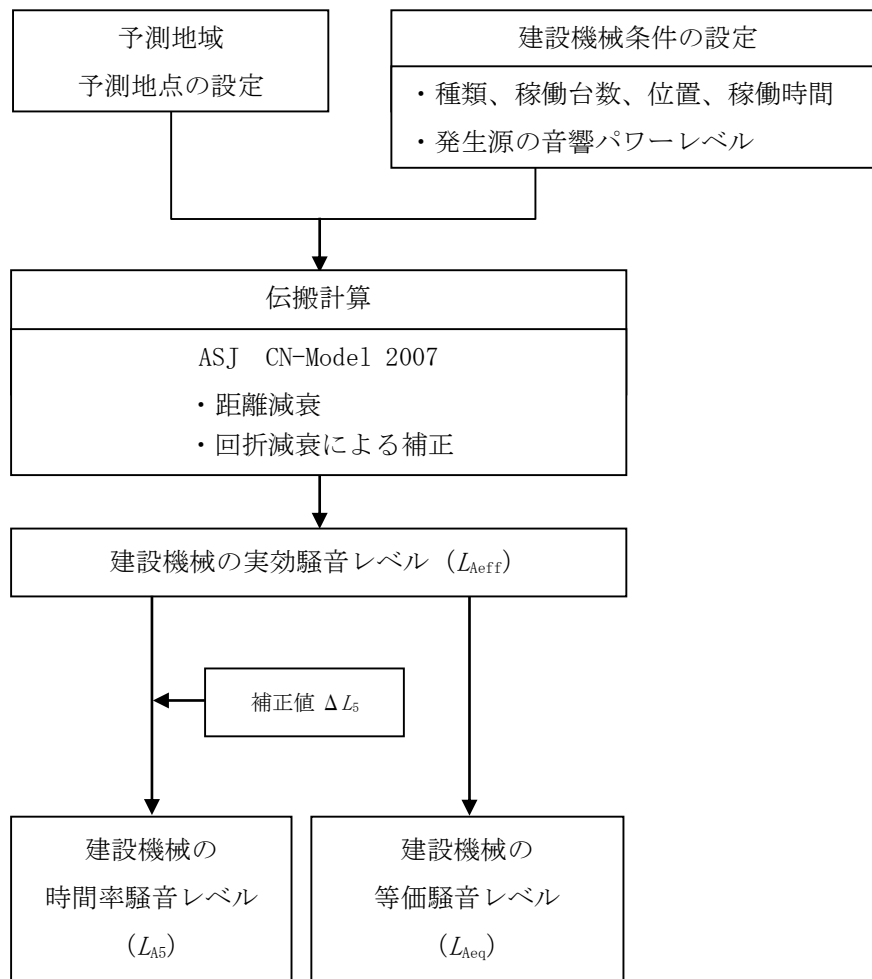 予測地域
予測地点の設定
建設機械条件の設定
・種類、稼働台数、位置、稼働時間
・発生源の音響パワーレベル
伝搬計算
ASJ CN-Model 2007
・距離減衰
・回折減衰による補正
建設機械の実効騒音レベル（LAeff）
補正値 ΔL5
建設機械の
時間率騒音レベル
（LA5）
建設機械の
等価騒音レベル
（LAeq）